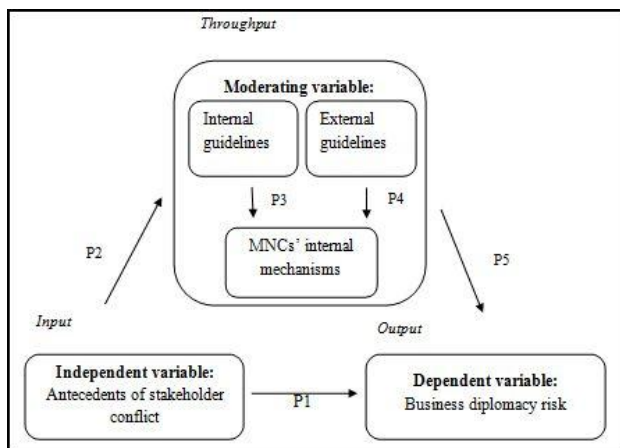 Throughput
Moderating variable:
Internal
guidelines
External
guidelines
P3
P4
MNCs' internal
mechanisms
P2
P5
Input
Output
Independent variable:
Antecedents of stakeholder
conflict
P1
Dependent variable:
Business diplomacy risk